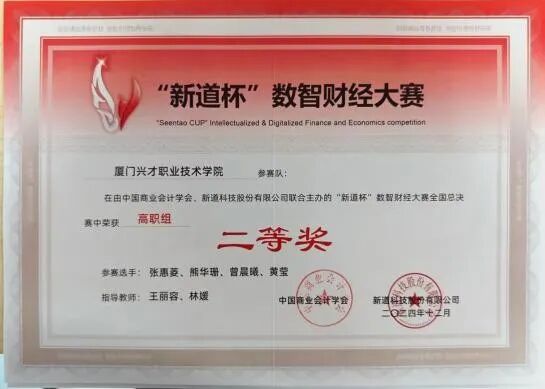 “新道杯”数智财经大赛
"Seentao CUP" Intellectualized & Digitalized Finance and Economics competition
厦门兴才职业技术学院 参赛队：
在由中国商业会计学会、新道科技股份有限公司联合主办的“新道杯”数智财经大赛全国总决
赛中荣获 高职组
二等奖
参赛选手：张惠菱、熊华珊、曾晨曦、黄莹
指导教师：王丽容、林媛
中国商业会计学会 新道科技股份有限公司
二〇二四年十二月